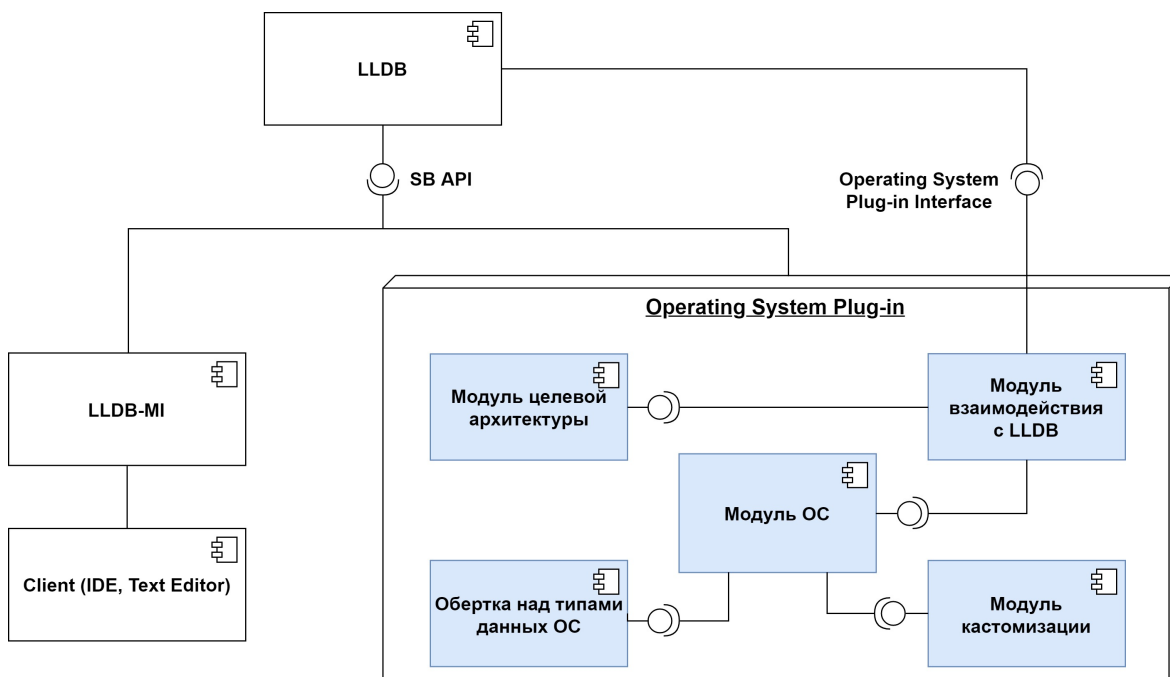 LLDB
SB API
Operating System
Plug-in Interface
Operating System Plug-in
Модуль целевой
архитектуры
Модуль
взаимодействия
с LLDB
LLDB-MI
Модуль ОС
Client (IDE, Text Editor)
Обертка над типами
данных ОС
Модуль
кастомизации